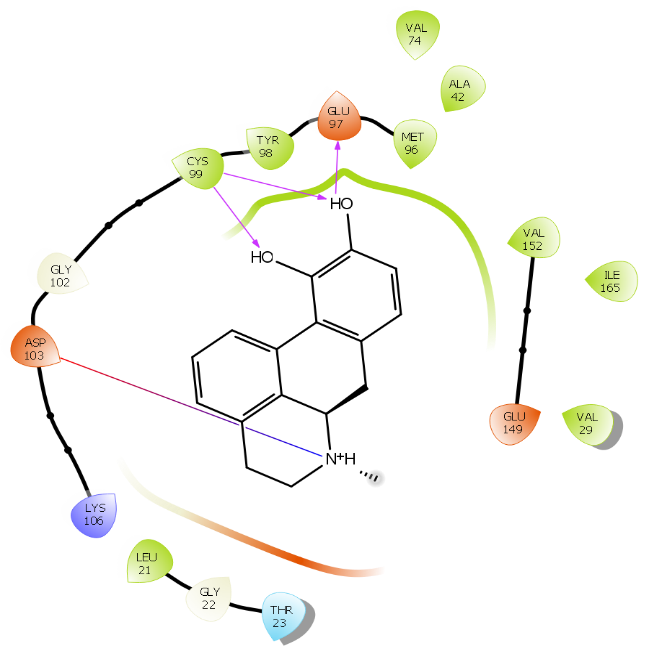 VAL
74
ALA
42
GLU
97
MET
96
TYR
98
CYS
99
HO
HO
VAL
152
GLY
102
ILE
165
ASP
103
GLU
149
VAL
29
N+H
LYS
106
LEU
21
GLY
22
THR
23